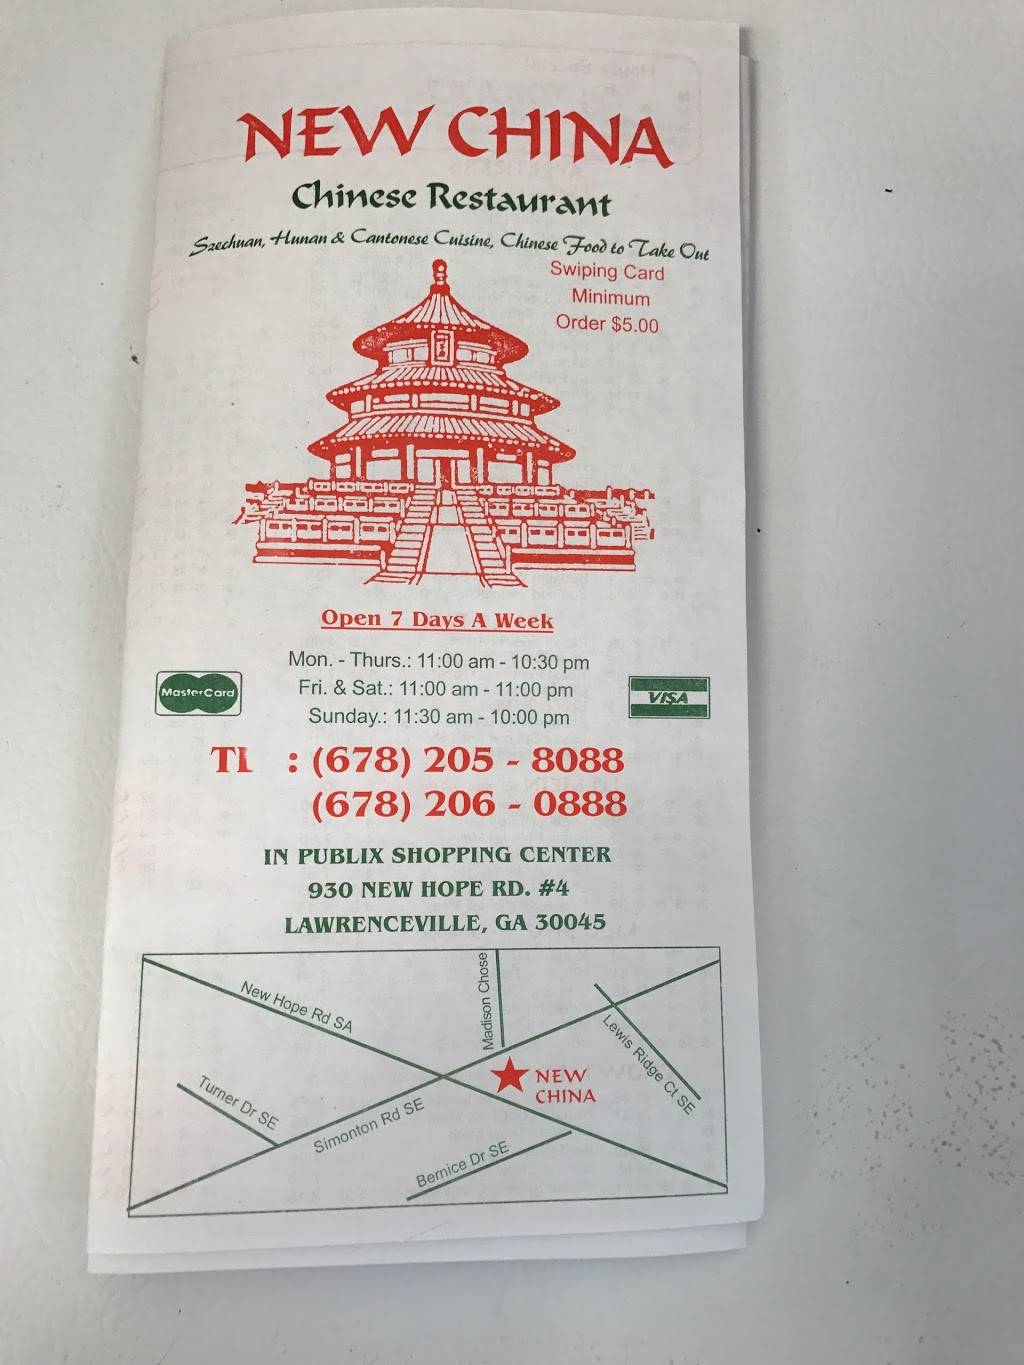 NEW CHINA
Chinese Restaurant
Szechuan, Hunan & Cantonese Cuisine, Chinese Food to Take Out
Swiping Card
Minimum
Order $5.00
Open 7 Days A Week
Mon. - Thurs.: 11:00 am - 10:30 pm
Fri. & Sat.: 11:00 am - 11:00 pm
Sunday.: 11:30 am - 10:00 pm
MasterCard
VISA
: (678) 205 - 8088
(678) 206 - 0888
IN PUBLIX SHOPPING CENTER
930 NEW HOPE RD. #4
LAWRENCEVILLE, GA 30045
New Hope Rd SA
Madison Chose
Lewis Ridge Ct SE
NEW
CHINA
Turner Dr SE
Simonton Rd SE
Bernice Dr SE